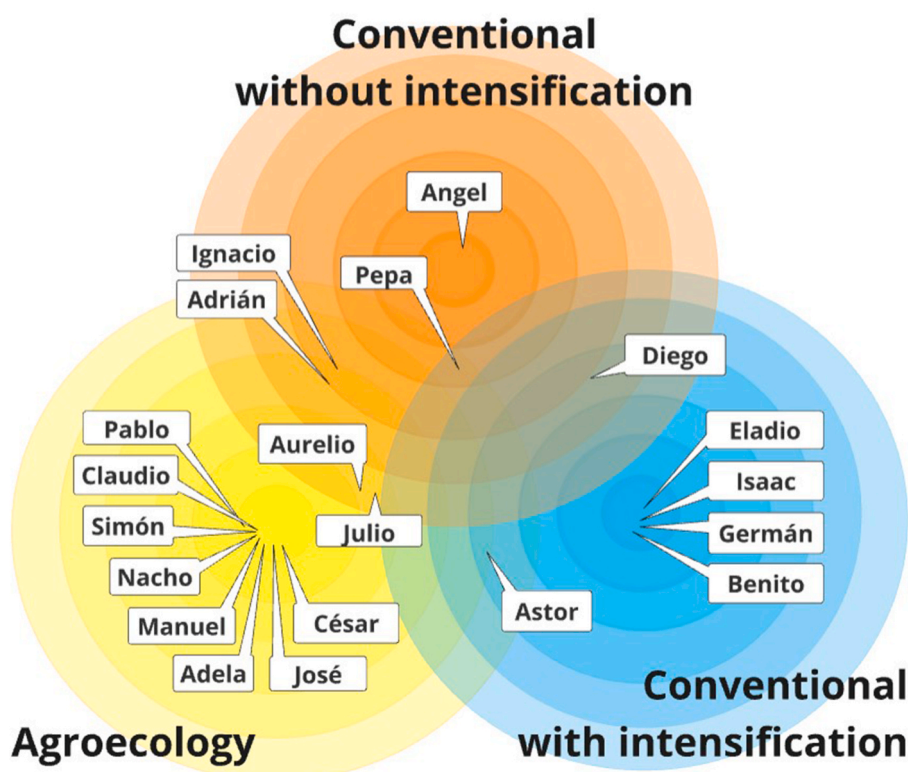 Conventional
without intensification
Angel
Ignacio
Pepa
Adrián
Diego
Pablo
Aurelio
Eladio
Claudio
Isaac
Simón
Julio
Germán
Nacho
Benito
Manuel
César
Astor
Adela
José
Conventional
with intensification
Agroecology